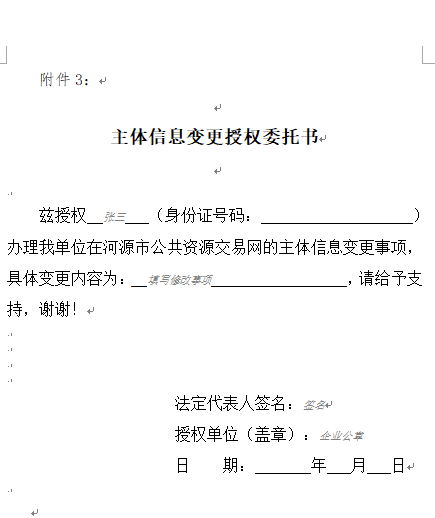 附件 3：
主体信息变更授权委托书
兹授权__张三___（身份证号码：__________________）
办理我单位在河源市公共资源交易网的主体信息变更事项，
具体变更内容为：__填写修改事项________________，请给予支
持，谢谢！
法定代表人签名：签名
授权单位（盖章）：企业公章
日　　期：_______年___月___日